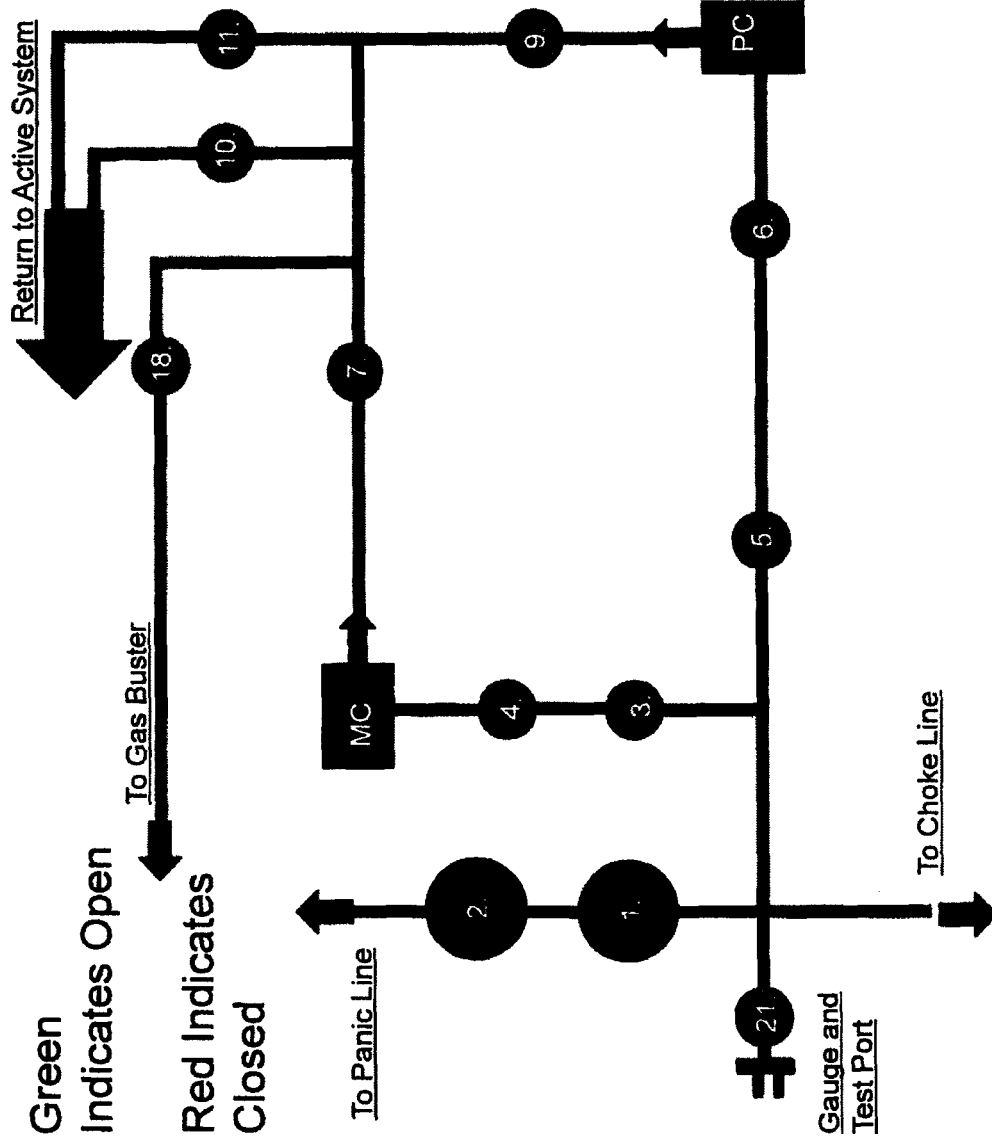 Green
Indicates Open
Red Indicates
Closed
To Gas Buster
Return to Active System
To Panic Line
18.
11.
10.
7.
9.
MC
4.
3.
2.
1.
PC
6.
5.
21.
Gauge and
Test Port
To Choke Line